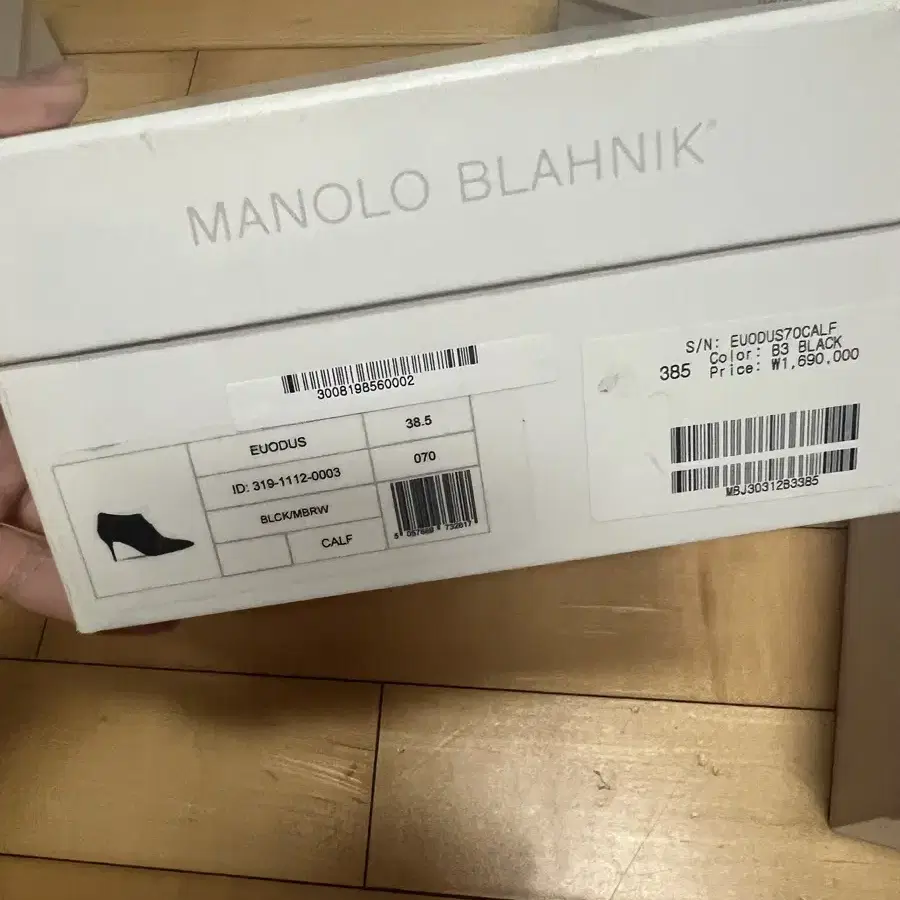 MANOLO BLAHNIK
3008198560002
EUODUS
38.5
ID: 319-1112-0003
070
BLCK/MBRW
CALF
S/N: EUODUS70CALF
Color: B3 BLACK
385 Price: ₩1,690,000
MBJ30312B3385